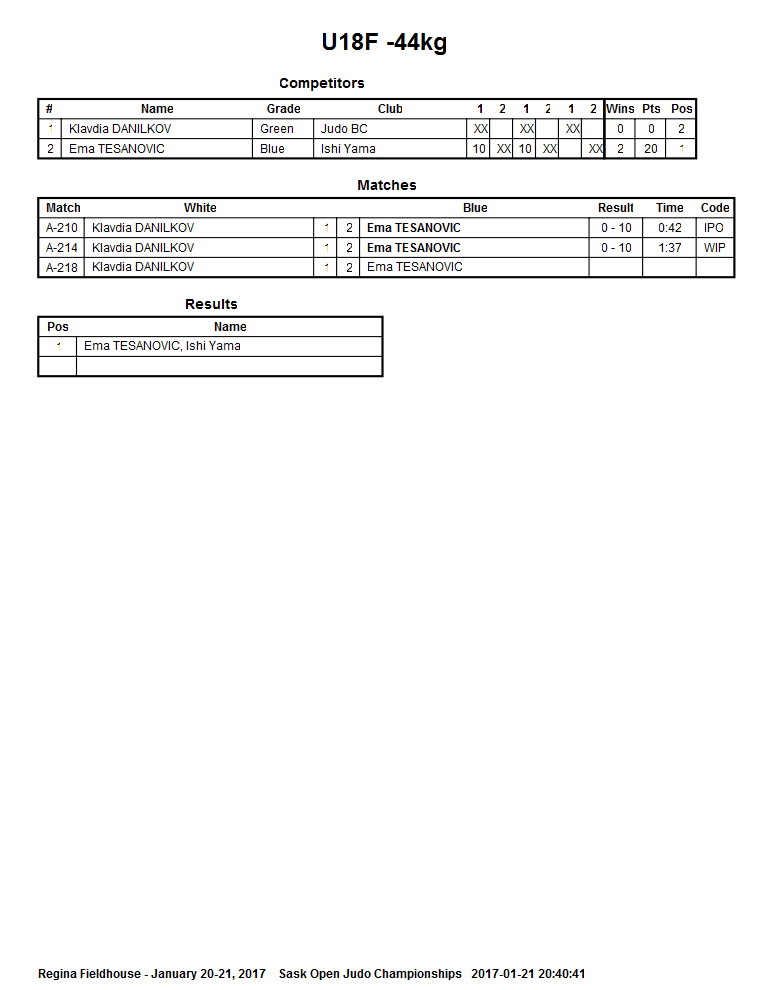 U18F -44kg
Competitors
# Name Grade Club 1 2 1 2 1 2 Wins Pts Pos
1 Klavdia DANILKOV Green Judo BC XX XX XX 0 0 2
2 Ema TESANOVIC Blue Ishi Yama 10 XX 10 XX XX 2 20 1
Matches
Match White Blue Result Time Code
A-210 Klavdia DANILKOV 1 2 Ema TESANOVIC 0 - 10 0:42 IPO
A-214 Klavdia DANILKOV 1 2 Ema TESANOVIC 0 - 10 1:37 WIP
A-218 Klavdia DANILKOV 1 2 Ema TESANOVIC
Results
Pos Name
1 Ema TESANOVIC, Ishi Yama
Regina Fieldhouse - January 20-21, 2017 Sask Open Judo Championships 2017-01-21 20:40:41